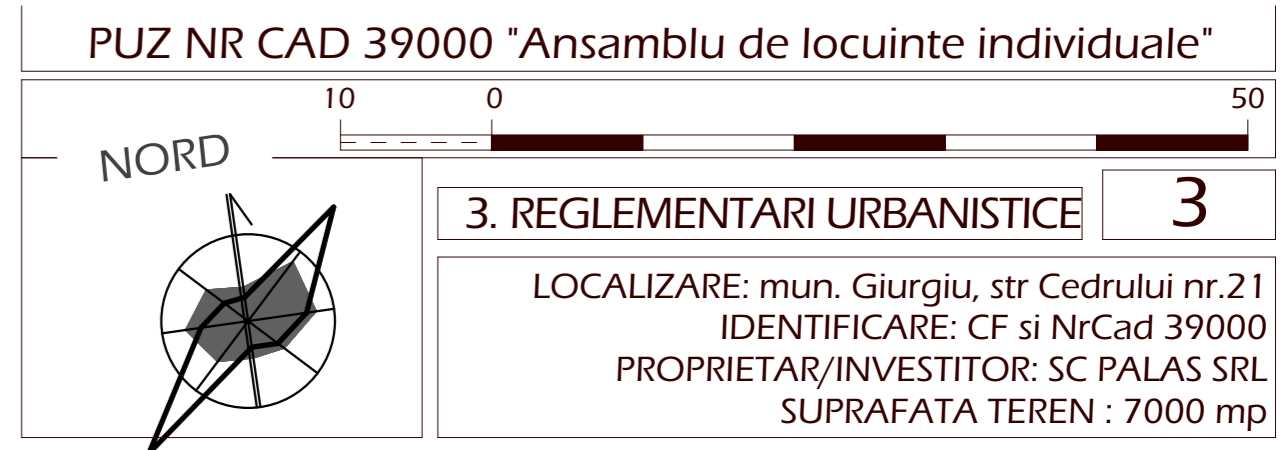 PUZ NR CAD 39000 "Ansamblu de locuinte individuale"
10 0 50
NORD
3. REGLEMENTARI URBANISTICE
3
LOCALIZARE: mun. Giurgiu, str Cedrului nr.21
IDENTIFICARE: CF si NrCad 39000
PROPRIETAR/INVESTITOR: SC PALAS SRL
SUPRAFATA TEREN : 7000 mp